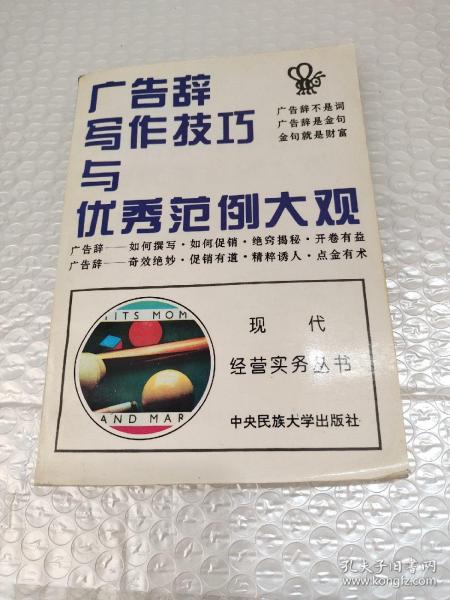 广告辞
写作技巧
与
优秀范例大观
广告辞不是词
广告辞是金句
金句就是财富
广告辞——如何撰写·如何促销·绝窍揭秘·开卷有益
广告辞——奇效绝妙·促销有道·精粹诱人·点金有术
ITS MOM
AND MAR
现代
经营实务丛书
中央民族大学出版社
孔夫子旧书网
www.kongfz.com